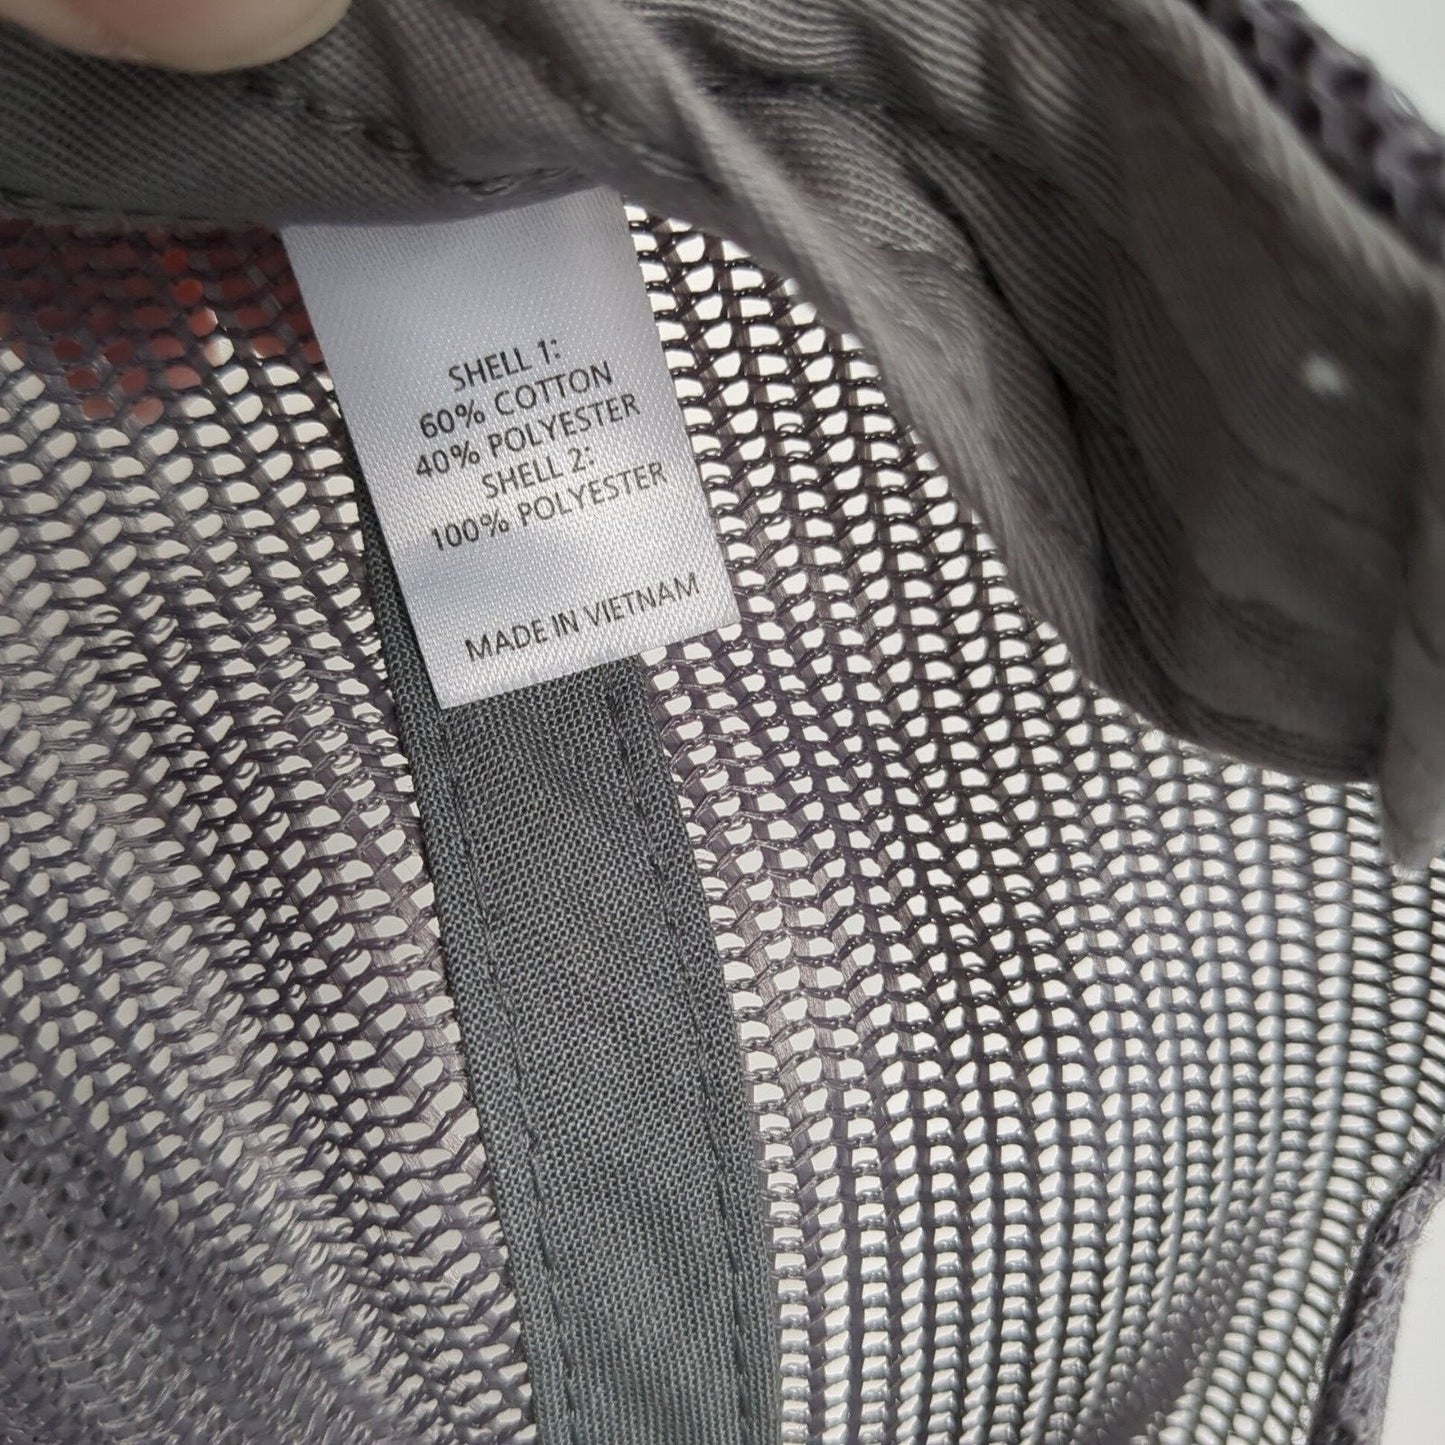 SHELL 1:
60% COTTON
40% POLYESTER
SHELL 2:
100% POLYESTER
MADE IN VIETNAM